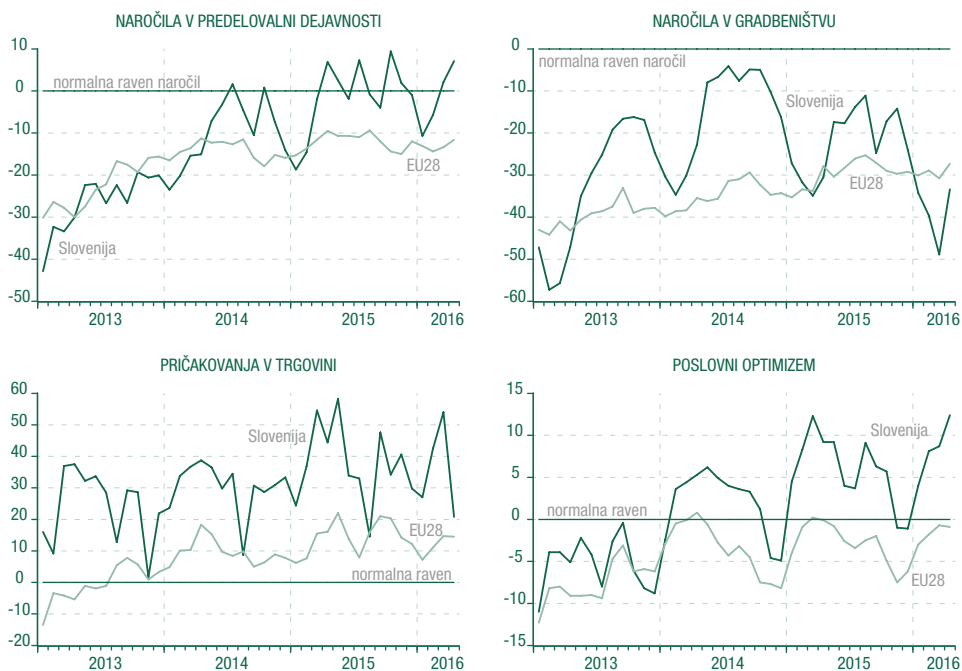 NAROČILA V PREDELOVALNI DEJAVNOSTI
10
0
-10
-20
-30
-40
-50
normalna raven naročil
EU28
Slovenija
2013
2014
2015
2016
NAROČILA V GRADBENIŠTVU
0
-10
-20
-30
-40
-50
-60
normalna raven naročil
Slovenija
EU28
2013
2014
2015
2016
PRIČAKOVANJA V TRGOVINI
60
50
40
30
20
10
0
-10
-20
Slovenija
EU28
normalna raven
2013
2014
2015
2016
POSLOVNI OPTIMIZEM
15
10
5
0
-5
-10
-15
Slovenija
normalna raven
EU28
2013
2014
2015
2016